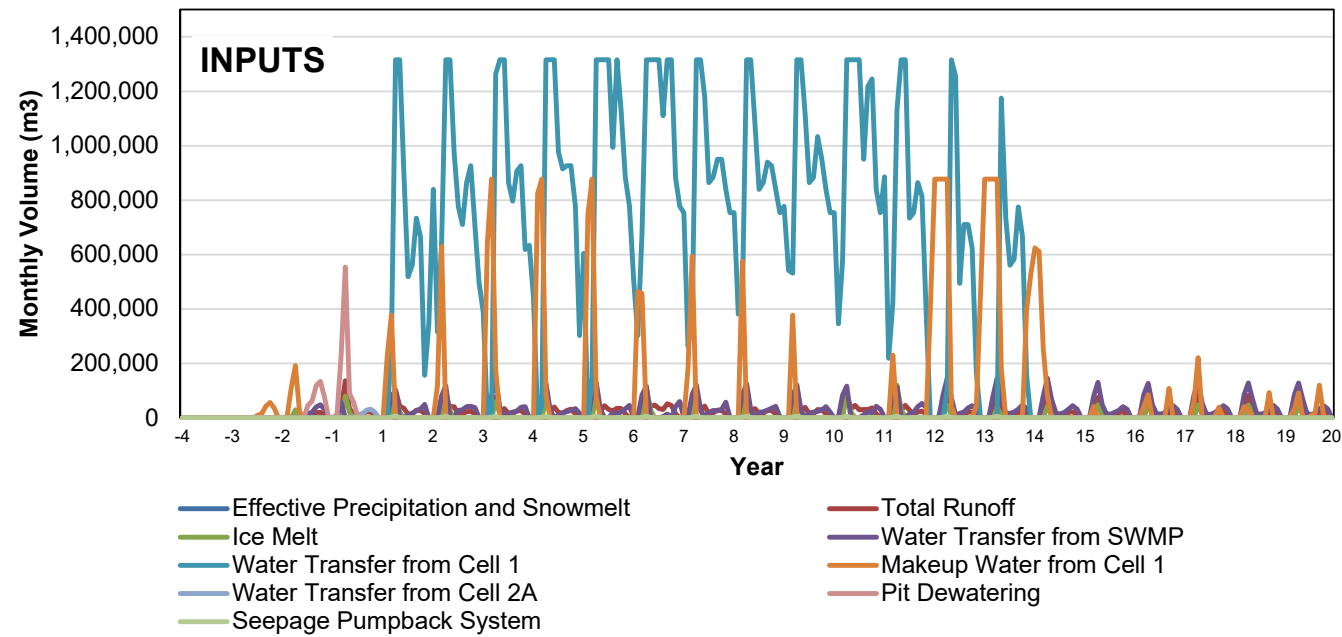 INPUTS
Monthly Volume (m3)
1,400,000
1,200,000
1,000,000
800,000
600,000
400,000
200,000
0
-4 -3 -2 -1 1 2 3 4 5 6 7 8 9 10 11 12 13 14 15 16 17 18 19 20
Year
Effective Precipitation and Snowmelt Total Runoff
Ice Melt Water Transfer from SWMP
Water Transfer from Cell 1 Makeup Water from Cell 1
Water Transfer from Cell 2A Pit Dewatering
Seepage Pumpback System